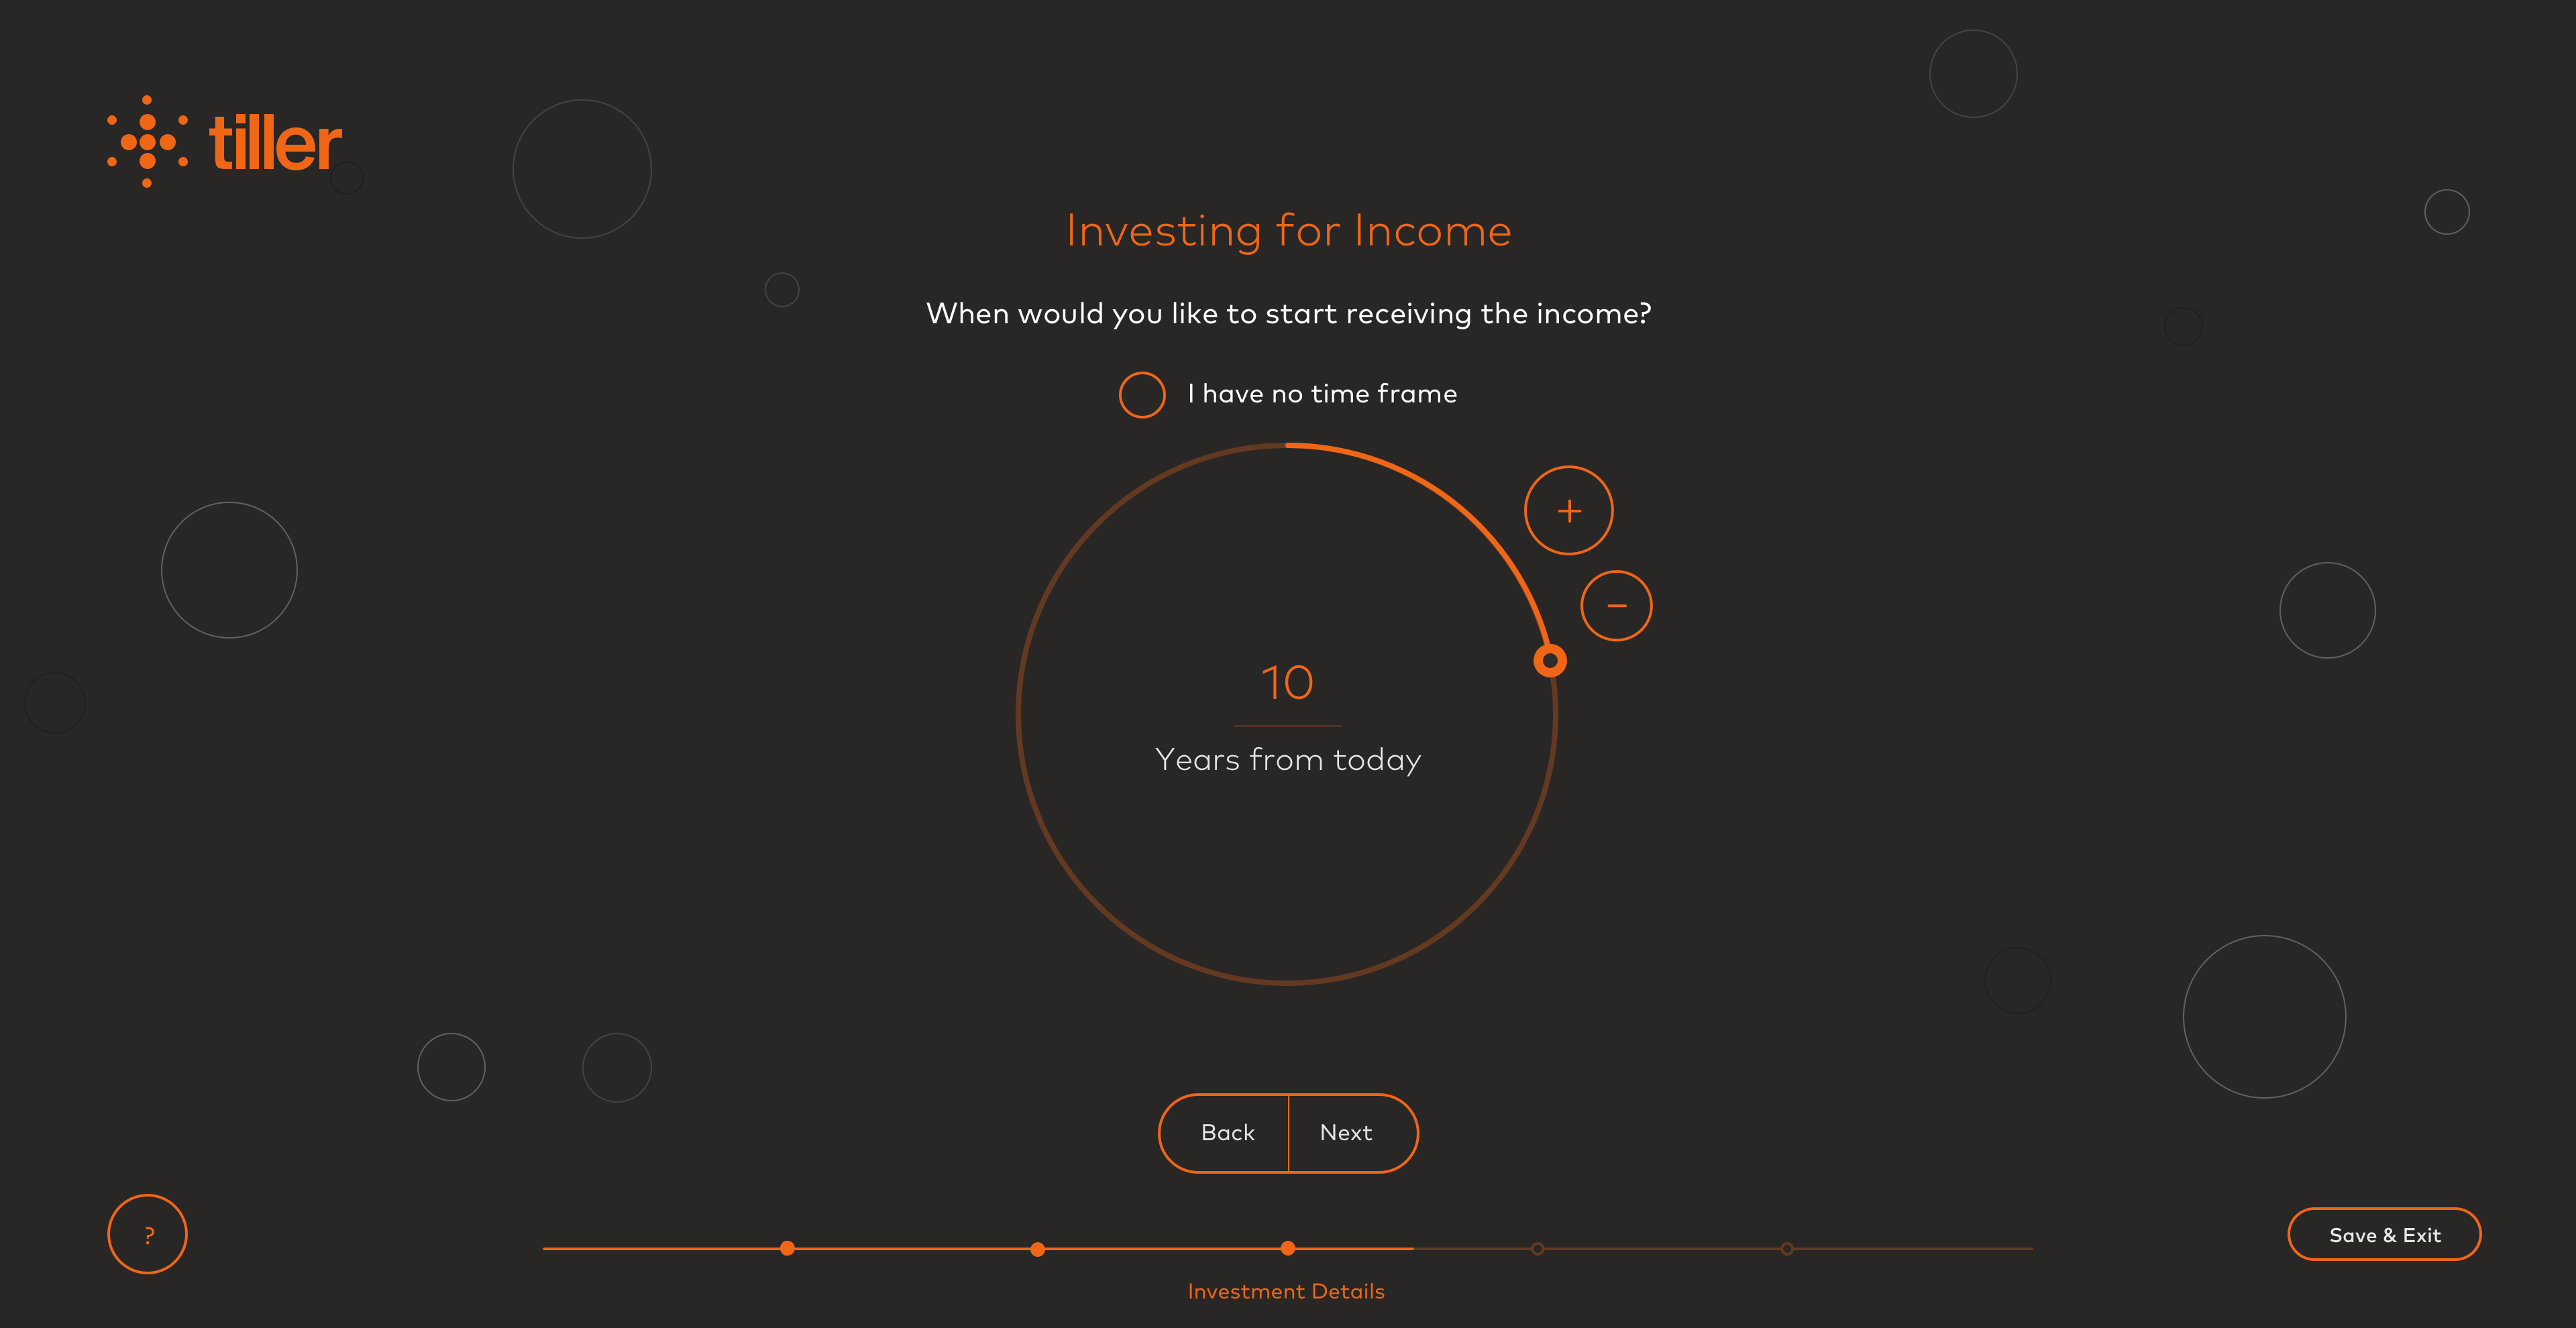 tiller
Investing for Income
When would you like to start receiving the income?
I have no time frame
+
−
10
Years from today
Back
Next
?
Save & Exit
Investment Details